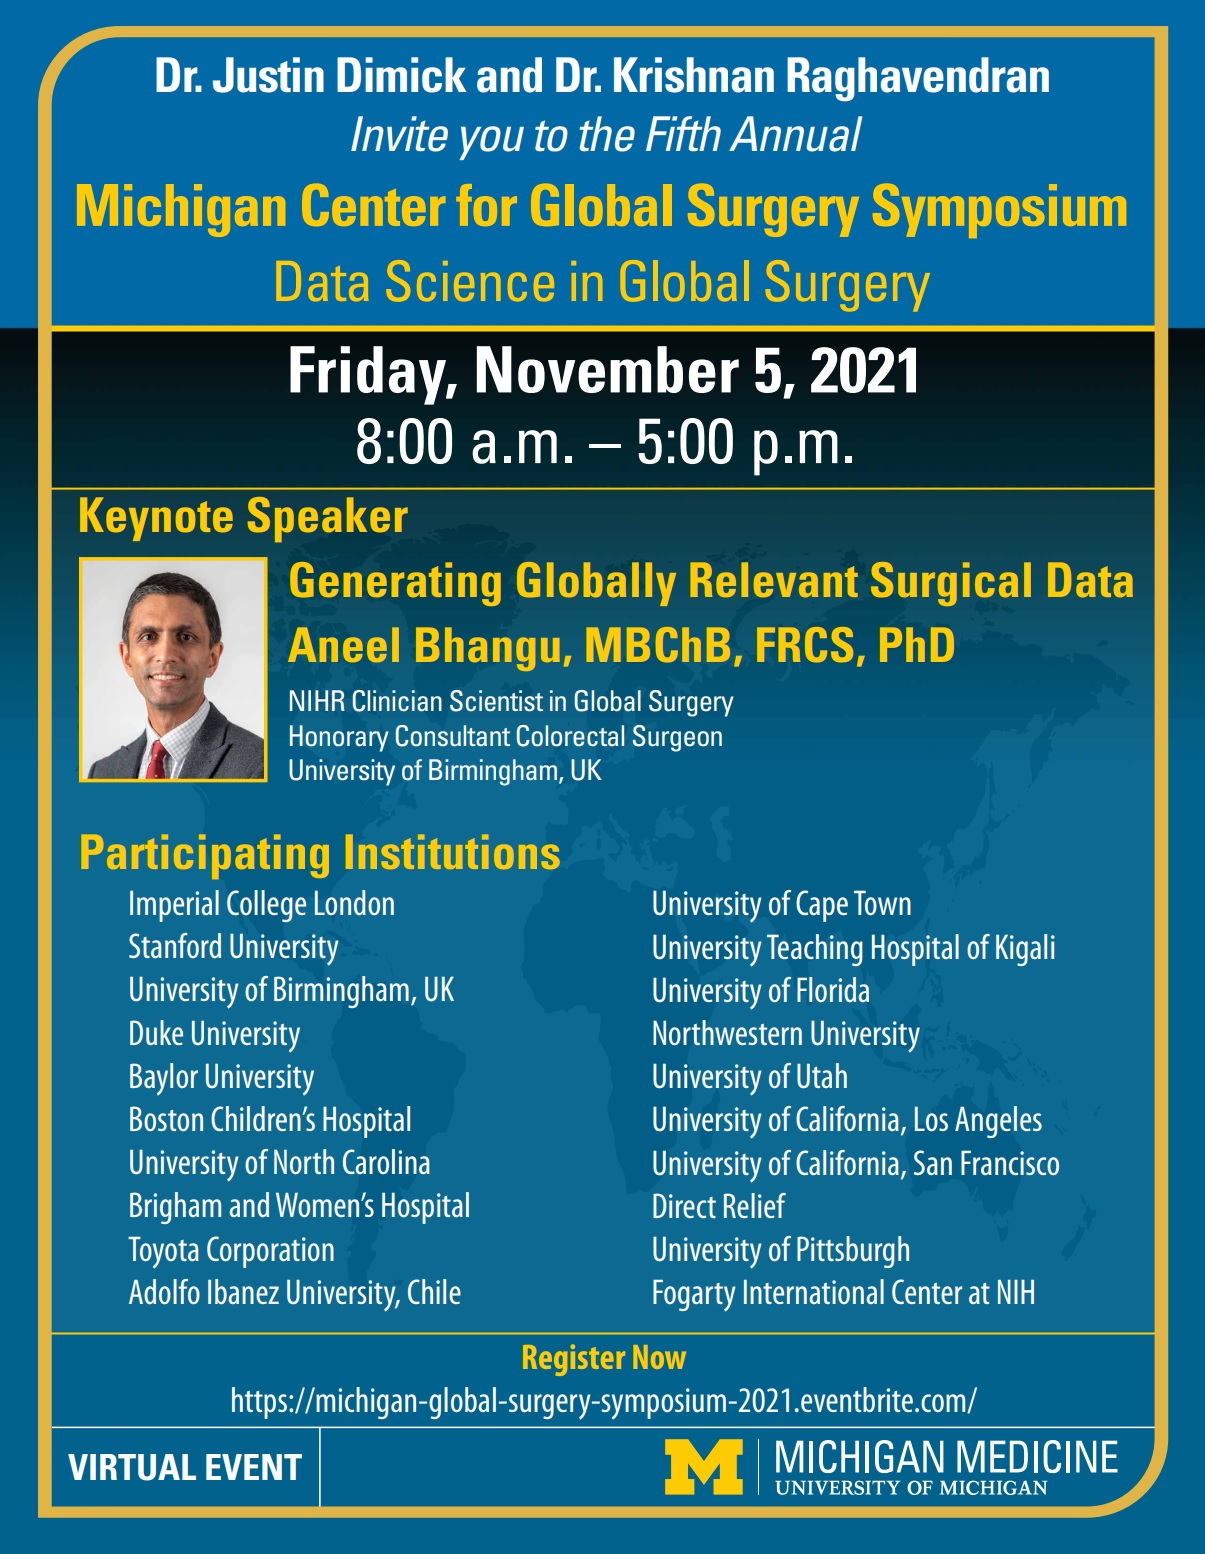 Dr. Justin Dimick and Dr. Krishnan Raghavendran
Invite you to the Fifth Annual
Michigan Center for Global Surgery Symposium
Data Science in Global Surgery
Friday, November 5, 2021
8:00 a.m. – 5:00 p.m.
Keynote Speaker
Generating Globally Relevant Surgical Data
Aneel Bhangu, MBChB, FRCS, PhD
NIHR Clinician Scientist in Global Surgery
Honorary Consultant Colorectal Surgeon
University of Birmingham, UK
Participating Institutions
Imperial College London
Stanford University
University of Birmingham, UK
Duke University
Baylor University
Boston Children’s Hospital
University of North Carolina
Brigham and Women’s Hospital
Toyota Corporation
Adolfo Ibanez University, Chile
University of Cape Town
University Teaching Hospital of Kigali
University of Florida
Northwestern University
University of Utah
University of California, Los Angeles
University of California, San Francisco
Direct Relief
University of Pittsburgh
Fogarty International Center at NIH
Register Now
https://michigan-global-surgery-symposium-2021.eventbrite.com/
VIRTUAL EVENT
M
MICHIGAN MEDICINE
UNIVERSITY OF MICHIGAN